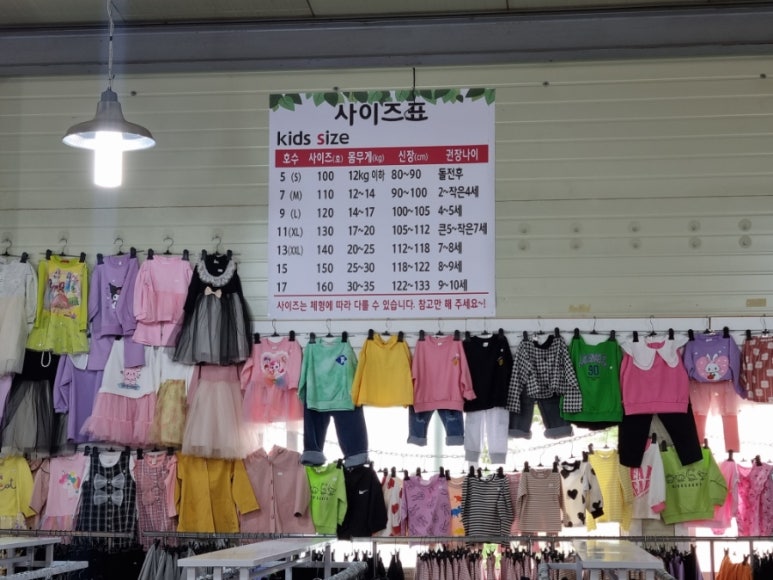 사이즈표
kids size
호수 사이즈(호) 몸무게(kg) 신장(cm) 권장나이
5 (S) 100 12kg 이하 80~90 돌전후
7 (M) 110 12~14 90~100 2~작은4세
9 (L) 120 14~17 100~105 4~5세
11(XL) 130 17~20 105~112 큰5~작은7세
13(XXL) 140 20~25 112~118 7~8세
15 150 25~30 118~122 8~9세
17 160 30~35 122~133 9~10세
사이즈는 체형에 따라 다를 수 있습니다. 참고만 해 주세요~!
90